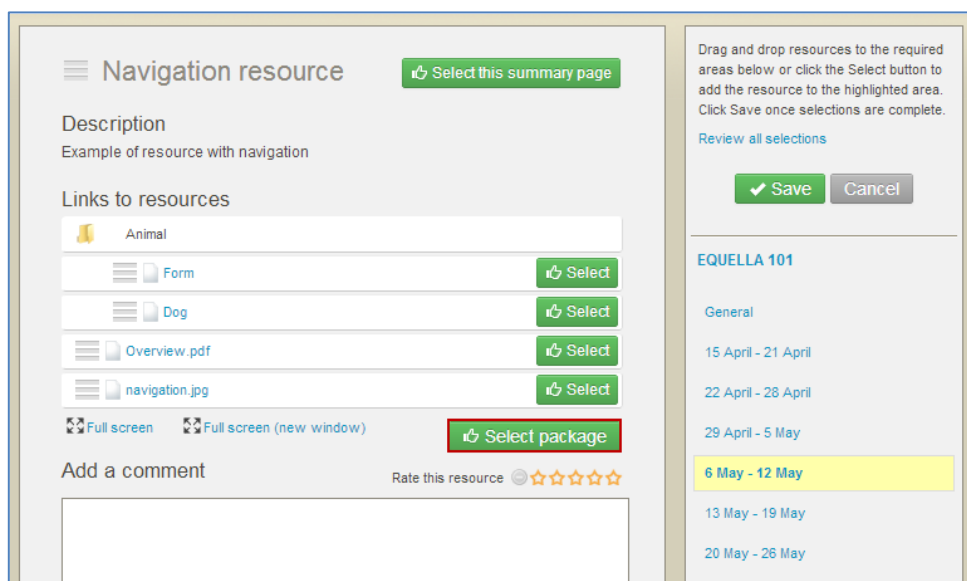 Navigation resource
Select this summary page
Description
Example of resource with navigation
Links to resources
Animal
Form
Select
Dog
Select
Overview.pdf
Select
navigation.jpg
Select
Full screen
Full screen (new window)
Select package
Add a comment
Rate this resource
Drag and drop resources to the required
areas below or click the Select button to
add the resource to the highlighted area.
Click Save once selections are complete.
Review all selections
Save
Cancel
EQUELLA 101
General
15 April - 21 April
22 April - 28 April
29 April - 5 May
6 May - 12 May
13 May - 19 May
20 May - 26 May